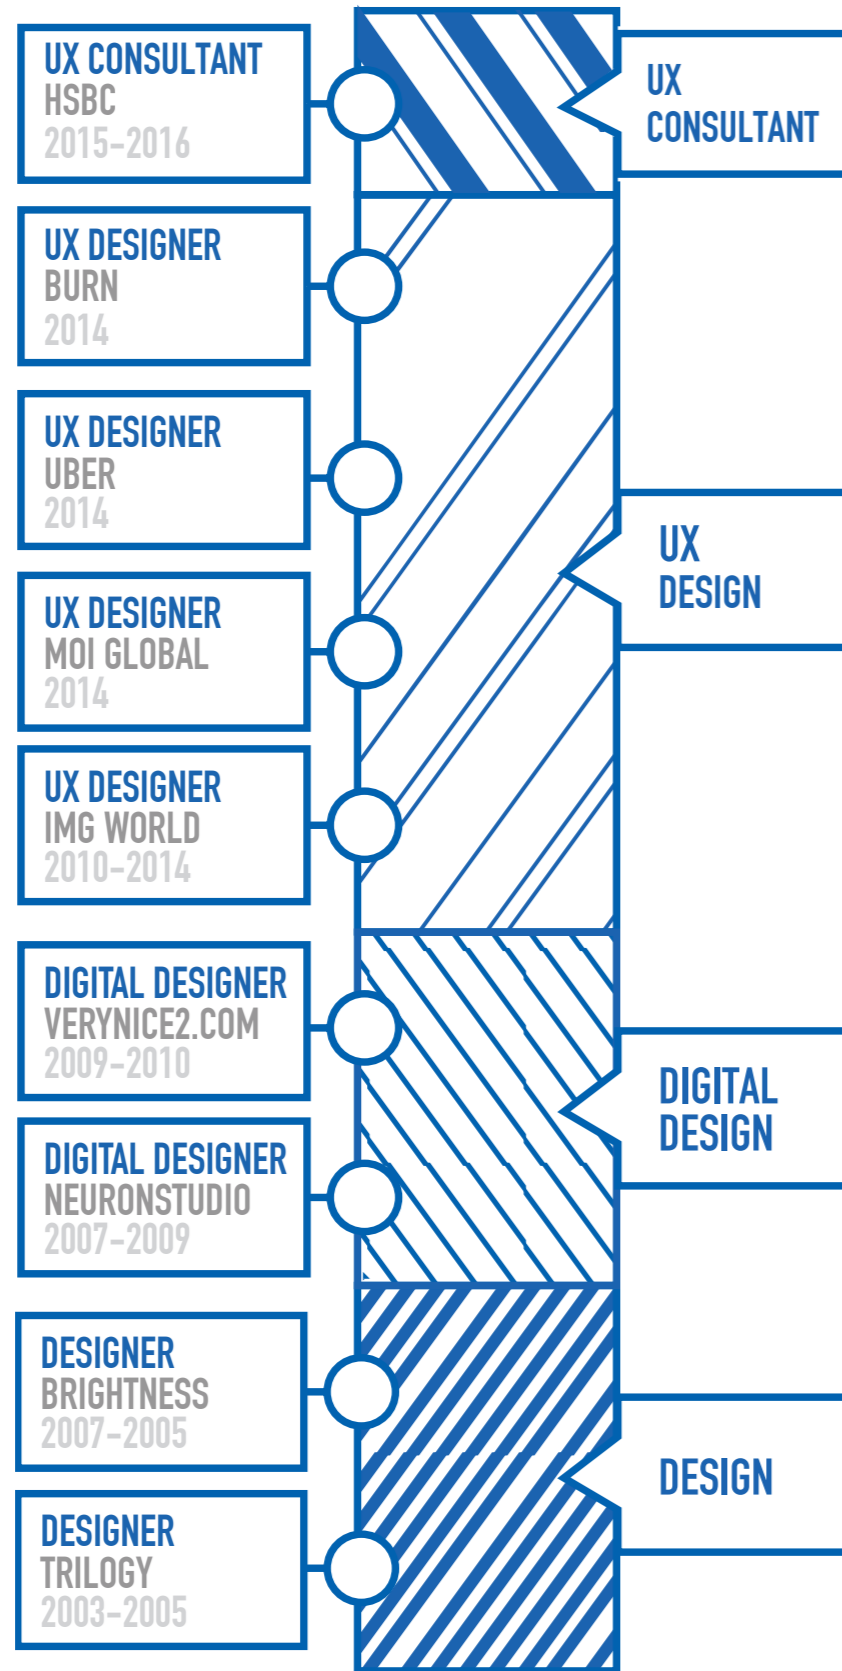 UX CONSULTANT
HSBC
2015-2016
UX
CONSULTANT
UX DESIGNER
BURN
2014
UX DESIGNER
UBER
2014
UX
DESIGN
UX DESIGNER
MOI GLOBAL
2014
UX DESIGNER
IMG WORLD
2010-2014
DIGITAL DESIGNER
VERYNICE2.COM
2009-2010
DIGITAL
DESIGN
DIGITAL DESIGNER
NEURONSTUDIO
2007-2009
DESIGNER
BRIGHTNESS
2007-2005
DESIGN
DESIGNER
TRILOGY
2003-2005